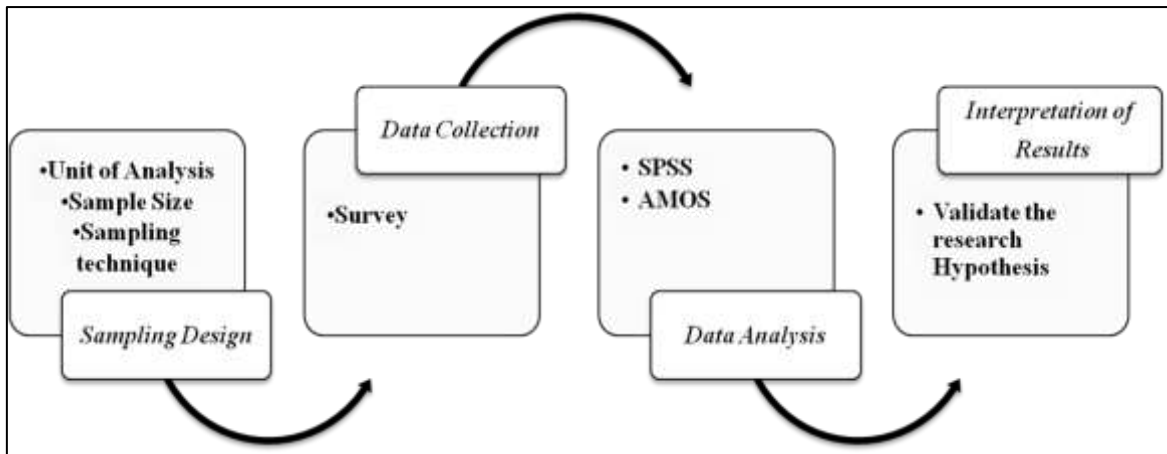 •Unit of Analysis
•Sample Size
•Sampling
technique
Sampling Design
Data Collection
•Survey
• SPSS
• AMOS
Data Analysis
Interpretation of
Results
• Validate the
research
Hypothesis